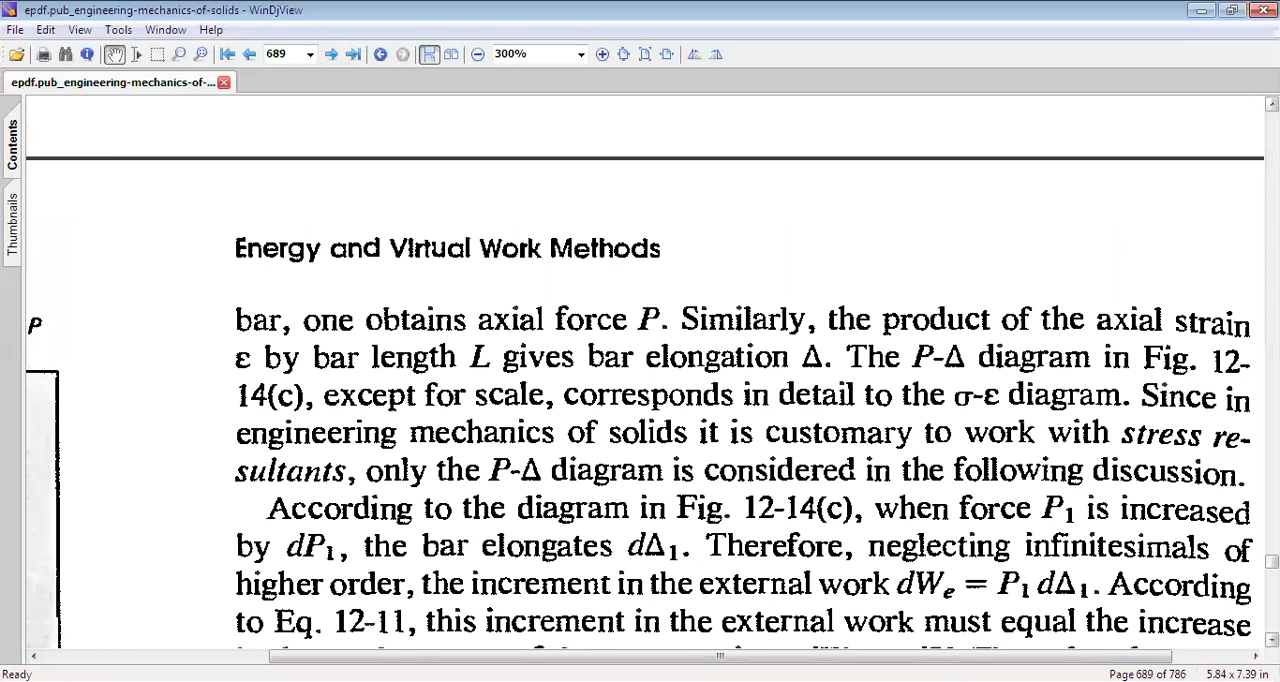 epdf.pub_engineering-mechanics-of-solids - WinDjView
File Edit View Tools Window Help
689 300%
epdf.pub_engineering-mechanics-of-...
Contents
Thumbnails
Energy and Virtual Work Methods
P
bar, one obtains axial force P. Similarly, the product of the axial strain
ε by bar length L gives bar elongation Δ. The P-Δ diagram in Fig. 12-
14(c), except for scale, corresponds in detail to the σ-ε diagram. Since in
engineering mechanics of solids it is customary to work with stress re-
sultants, only the P-Δ diagram is considered in the following discussion.
According to the diagram in Fig. 12-14(c), when force P₁ is increased
by dP₁, the bar elongates dΔ₁. Therefore, neglecting infinitesimals of
higher order, the increment in the external work dWₑ = P₁ dΔ₁. According
to Eq. 12-11, this increment in the external work must equal the increase
Ready Page 689 of 786 5.84 x 7.39 in